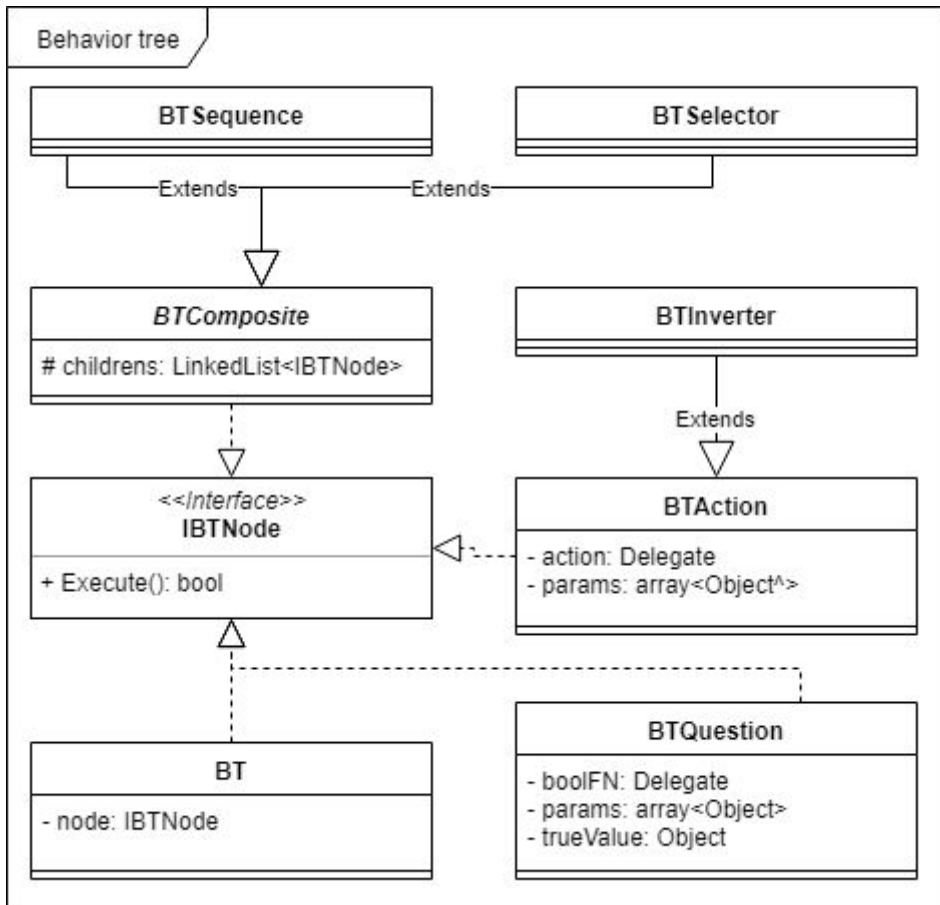 Behavior tree
BTSequence
BTSelector
Extends
Extends
BTComposite
# childrens: LinkedList<IBTNode>
BTInverter
Extends
<<Interface>>
IBTNode
+ Execute(): bool
BTAction
- action: Delegate
- params: array<Object^>
BT
- node: IBTNode
BTQuestion
- boolFN: Delegate
- params: array<Object>
- trueValue: Object